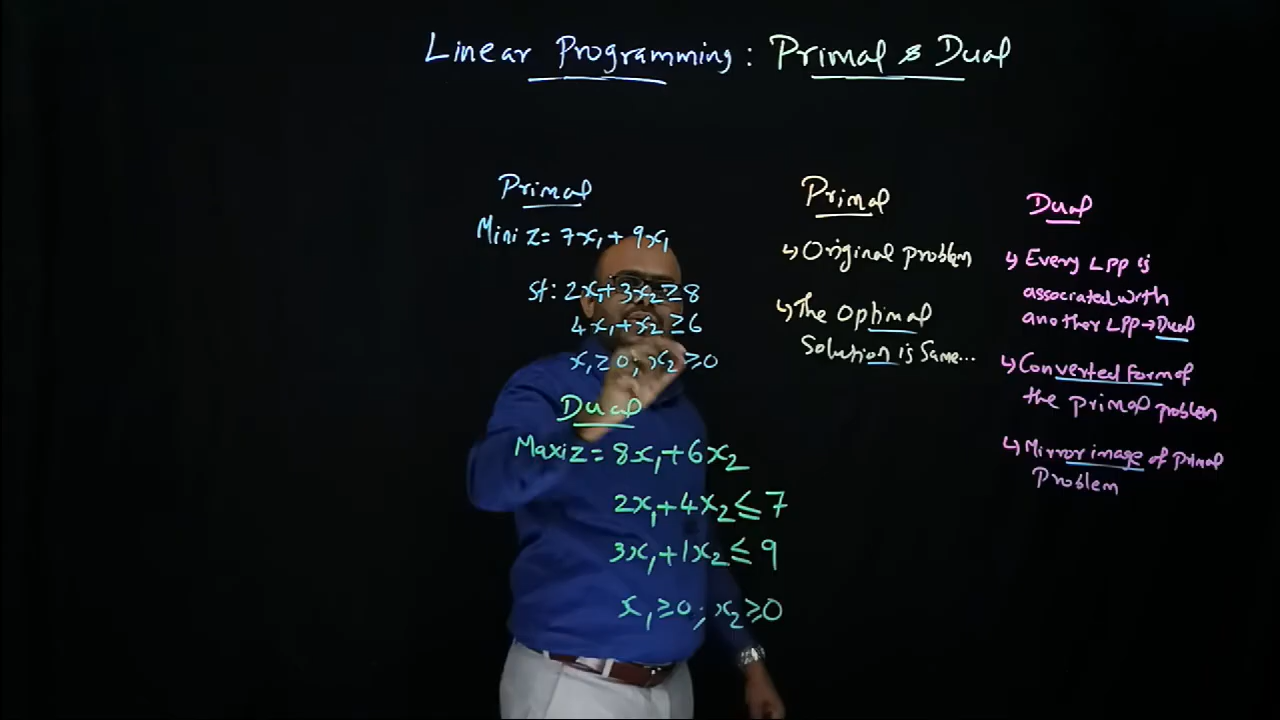 Linear Programming: Primal & Dual
Primal
Mini Z = 7x₁ + 9x₁
St: 2x₁ + 3x₂ ≥ 8
4x₁ + x₂ ≥ 6
x₁ ≥ 0; x₂ ≥ 0
Dual
Maxi Z = 8x₁ + 6x₂
2x₁ + 4x₂ ≤ 7
3x₁ + 1x₂ ≤ 9
x₁ ≥ 0; x₂ ≥ 0
Primal
↳ Original problem
↳ The Optimal
Solution is Same...
Dual
↳ Every LPP is
associated with
another LPP → Dual
↳ Converted form of
the primal problem
↳ Mirror image of primal
Problem